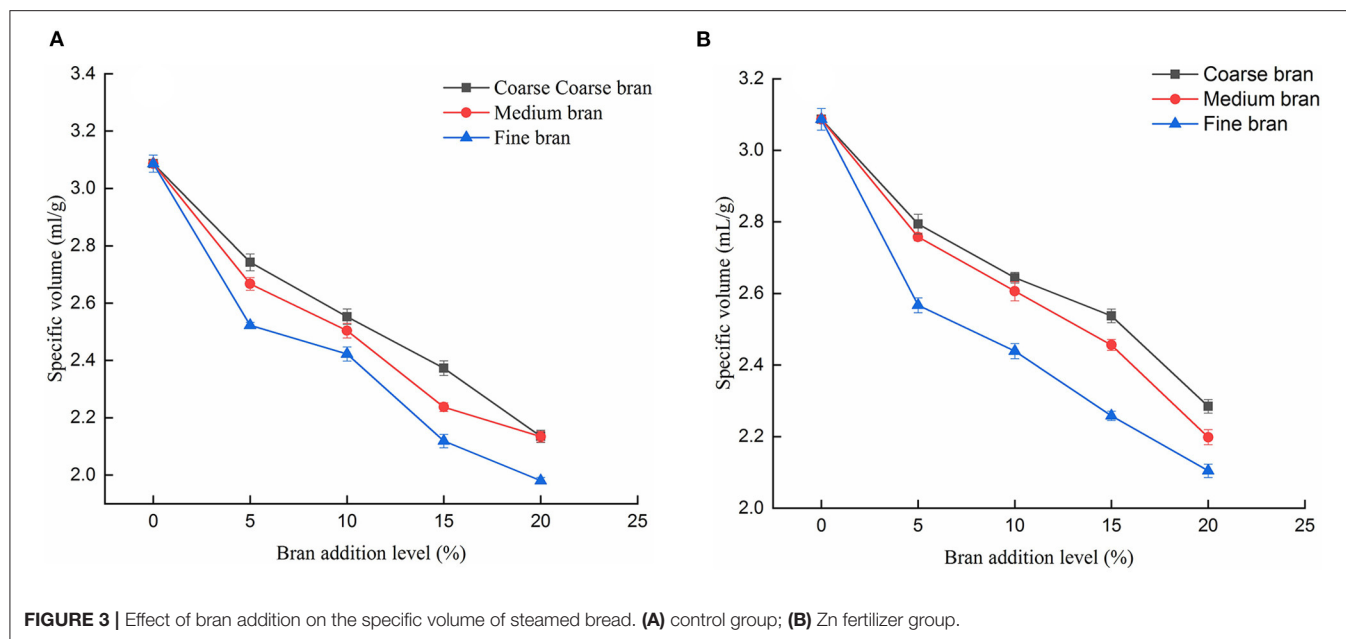 A
3.4
3.2
3.0
2.8
2.6
2.4
2.2
2.0
Specific volume (ml/g)
Coarse Coarse bran
Medium bran
Fine bran
0 5 10 15 20 25
Bran addition level (%)
B
3.2
3.0
2.8
2.6
2.4
2.2
2.0
Specific volume (mL/g)
Coarse bran
Medium bran
Fine bran
0 5 10 15 20 25
Bran addition level (%)
FIGURE 3 | Effect of bran addition on the specific volume of steamed bread. (A) control group; (B) Zn fertilizer group.